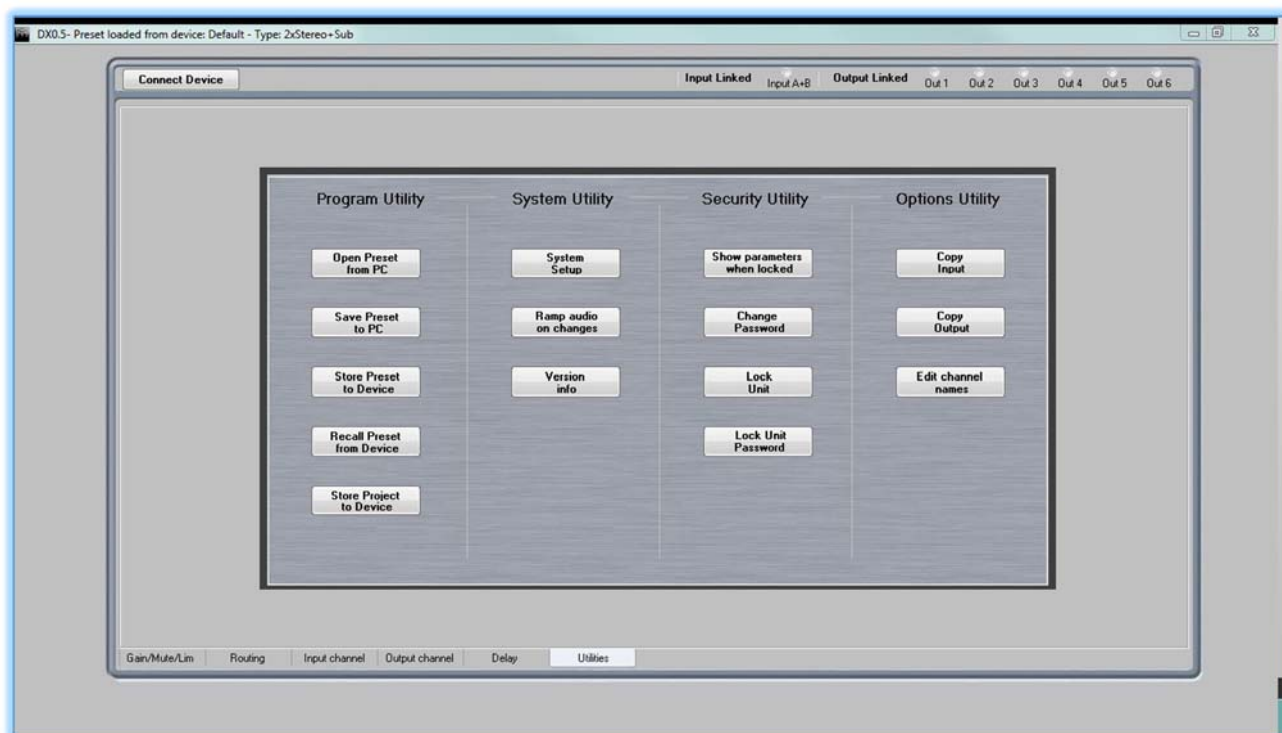 DX0.5- Preset loaded from device: Default - Type: 2xStereo+Sub
Connect Device
Input Linked
Input A+B
Output Linked
Out 1
Out 2
Out 3
Out 4
Out 5
Out 6
Program Utility
System Utility
Security Utility
Options Utility
Open Preset
from PC
System
Setup
Show parameters
when locked
Copy
Input
Save Preset
to PC
Ramp audio
on changes
Change
Password
Copy
Output
Store Preset
to Device
Version
info
Lock
Unit
Edit channel
names
Recall Preset
from Device
Lock Unit
Password
Store Project
to Device
Gain/Mute/Lim
Routing
Input channel
Output channel
Delay
Utilities